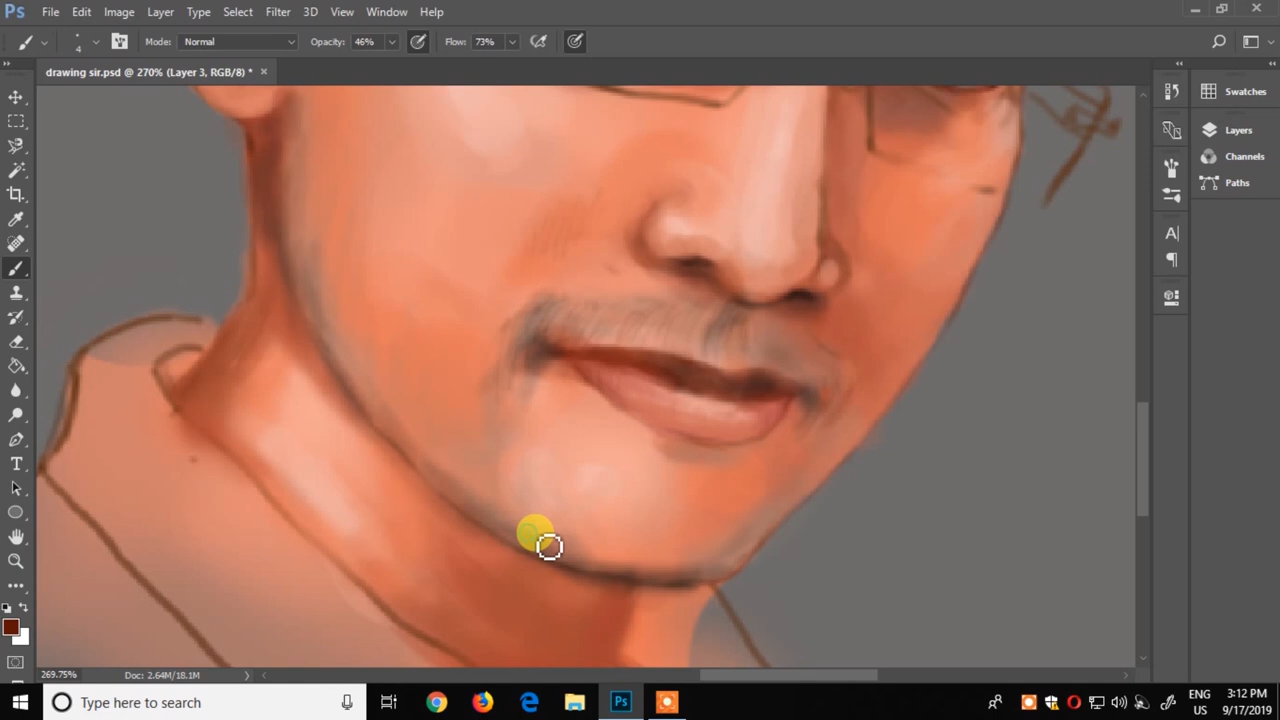 Ps File Edit Image Layer Type Select Filter 3D View Window Help
4 Mode: Normal Opacity: 46% Flow: 73%
drawing sir.psd @ 270% (Layer 3, RGB/8) *
Swatches
Layers
Channels
Paths
269.75% Doc: 2.64M/18.1M
Type here to search
Ps
ENG
US
3:12 PM
9/17/2019